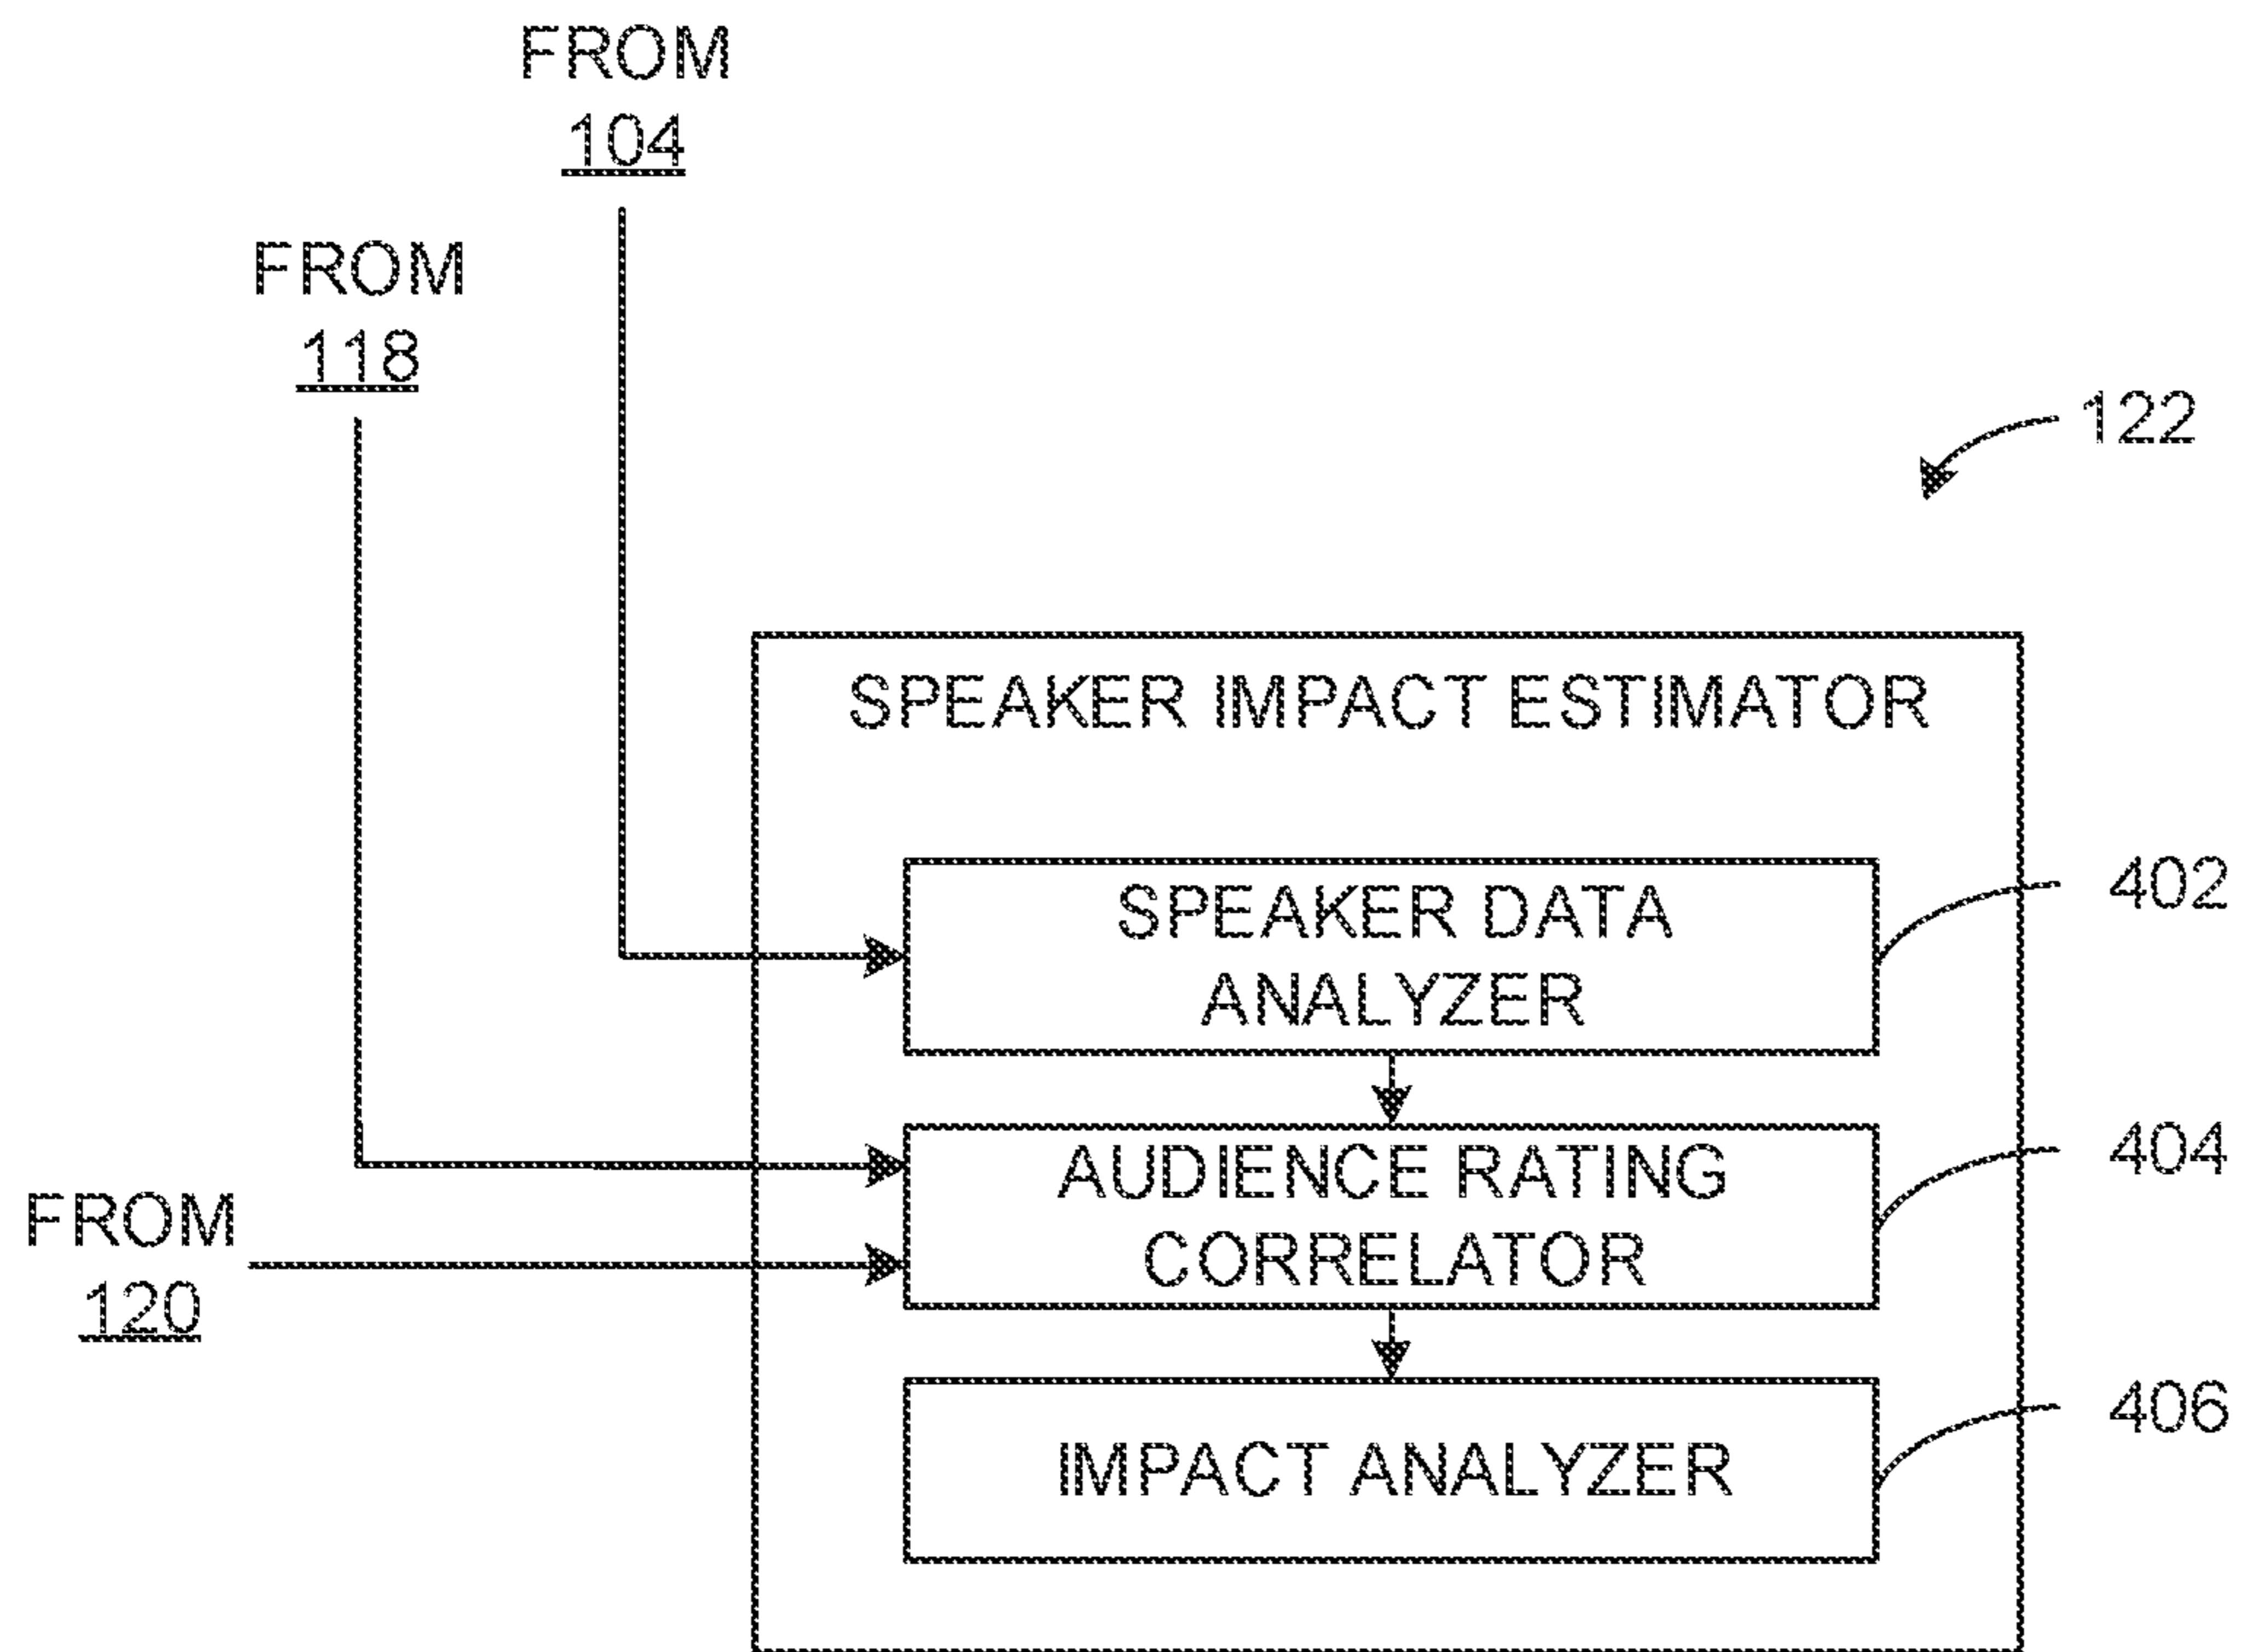 FROM
104
FROM
118
122
SPEAKER IMPACT ESTIMATOR
SPEAKER DATA
ANALYZER
402
AUDIENCE RATING
CORRELATOR
404
FROM
120
IMPACT ANALYZER
406